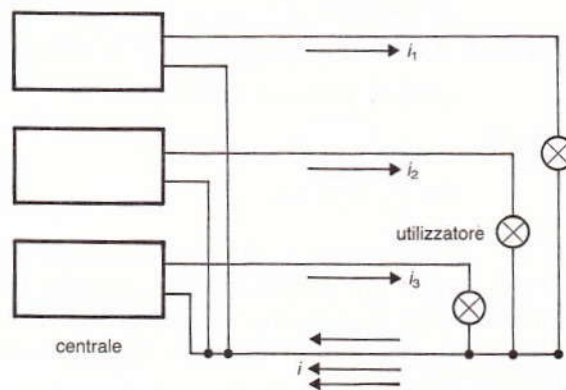 i₁
i₂
utilizzatore
i₃
centrale
i